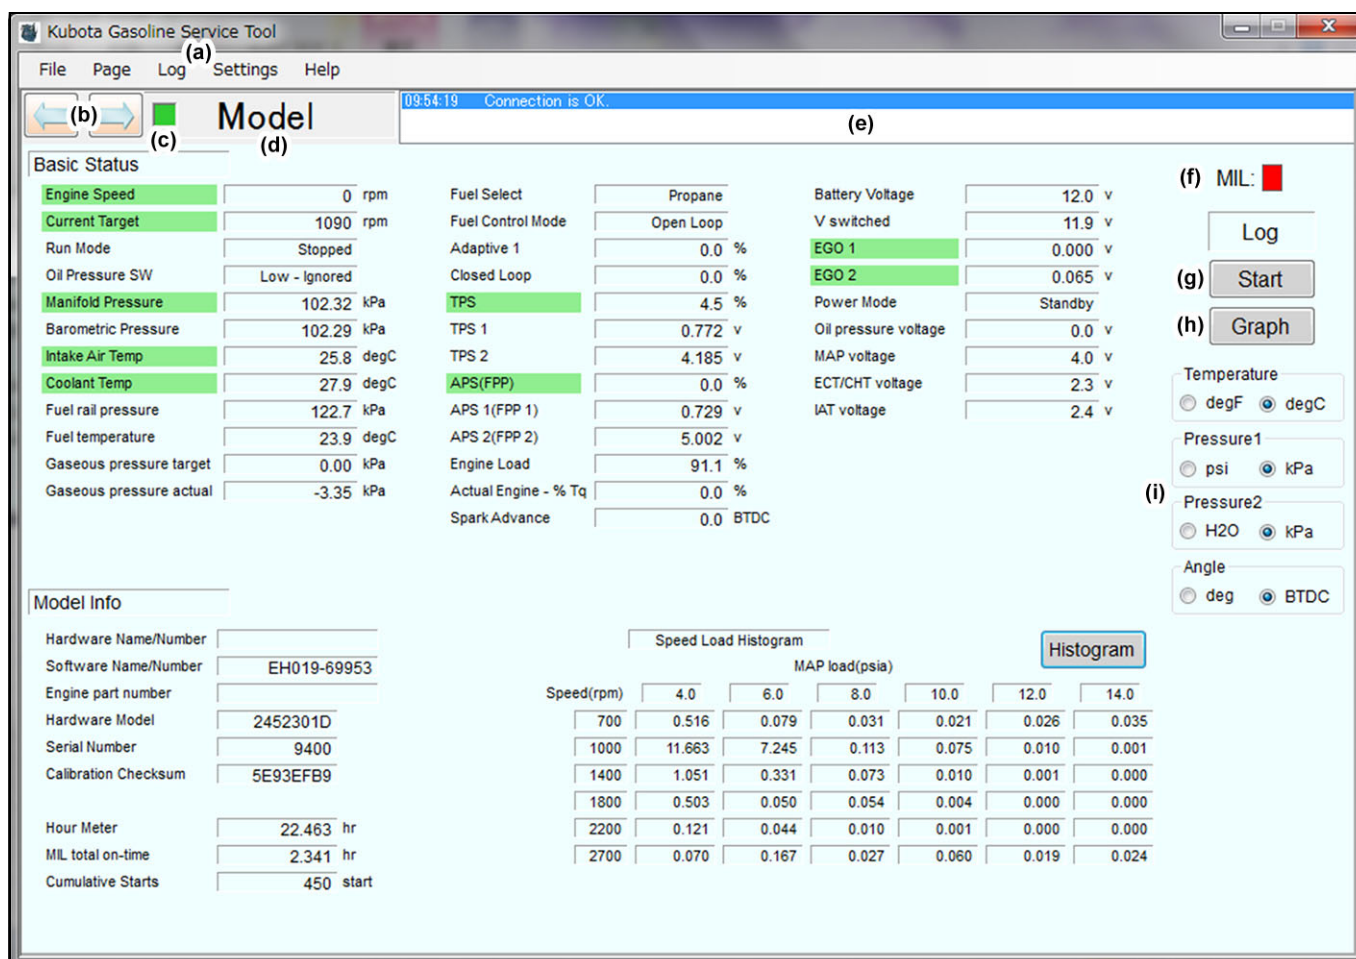 Kubota Gasoline Service Tool
(a)
File Page Log Settings Help
(b)
(c)
Model
(d)
09:54:19 Connection is OK.
(e)
Basic Status
Engine Speed 0 rpm
Current Target 1090 rpm
Run Mode Stopped
Oil Pressure SW Low - Ignored
Manifold Pressure 102.32 kPa
Barometric Pressure 102.29 kPa
Intake Air Temp 25.8 degC
Coolant Temp 27.9 degC
Fuel rail pressure 122.7 kPa
Fuel temperature 23.9 degC
Gaseous pressure target 0.00 kPa
Gaseous pressure actual -3.35 kPa
Fuel Select Propane
Fuel Control Mode Open Loop
Adaptive 1 0.0 %
Closed Loop 0.0 %
TPS 4.5 %
TPS 1 0.772 v
TPS 2 4.185 v
APS(FPP) 0.0 %
APS 1(FPP 1) 0.729 v
APS 2(FPP 2) 5.002 v
Engine Load 91.1 %
Actual Engine - % Tq 0.0 %
Spark Advance 0.0 BTDC
Battery Voltage 12.0 v
V switched 11.9 v
EGO 1 0.000 v
EGO 2 0.065 v
Power Mode Standby
Oil pressure voltage 0.0 v
MAP voltage 4.0 v
ECT/CHT voltage 2.3 v
IAT voltage 2.4 v
(f) MIL:
Log
(g) Start
(h) Graph
Temperature
degF degC
Pressure1
psi kPa
(i)
Pressure2
H2O kPa
Angle
deg BTDC
Model Info
Hardware Name/Number
Software Name/Number EH019-69953
Engine part number
Hardware Model 2452301D
Serial Number 9400
Calibration Checksum 5E93EFB9
Hour Meter 22.463 hr
MIL total on-time 2.341 hr
Cumulative Starts 450 start
Speed Load Histogram
Histogram
MAP load(psia)
Speed(rpm) 4.0 6.0 8.0 10.0 12.0 14.0
700 0.516 0.079 0.031 0.021 0.026 0.035
1000 11.663 7.245 0.113 0.075 0.010 0.001
1400 1.051 0.331 0.073 0.010 0.001 0.000
1800 0.503 0.050 0.054 0.004 0.000 0.000
2200 0.121 0.044 0.010 0.001 0.000 0.000
2700 0.070 0.167 0.027 0.060 0.019 0.024